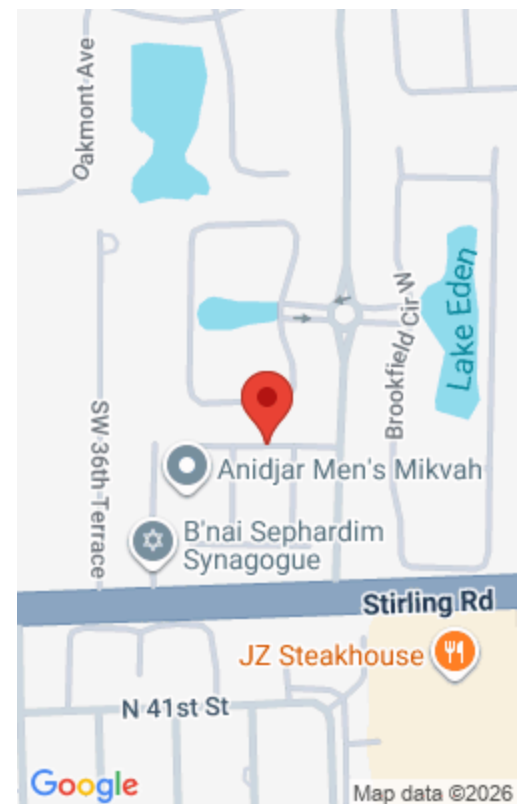 Oakmont Ave
Brookfield Cir W
Lake Eden
SW 36th Terrace
Anidjar Men's Mikvah
B'nai Sephardim
Synagogue
Stirling Rd
JZ Steakhouse
N 41st St
Google
Map data ©2026